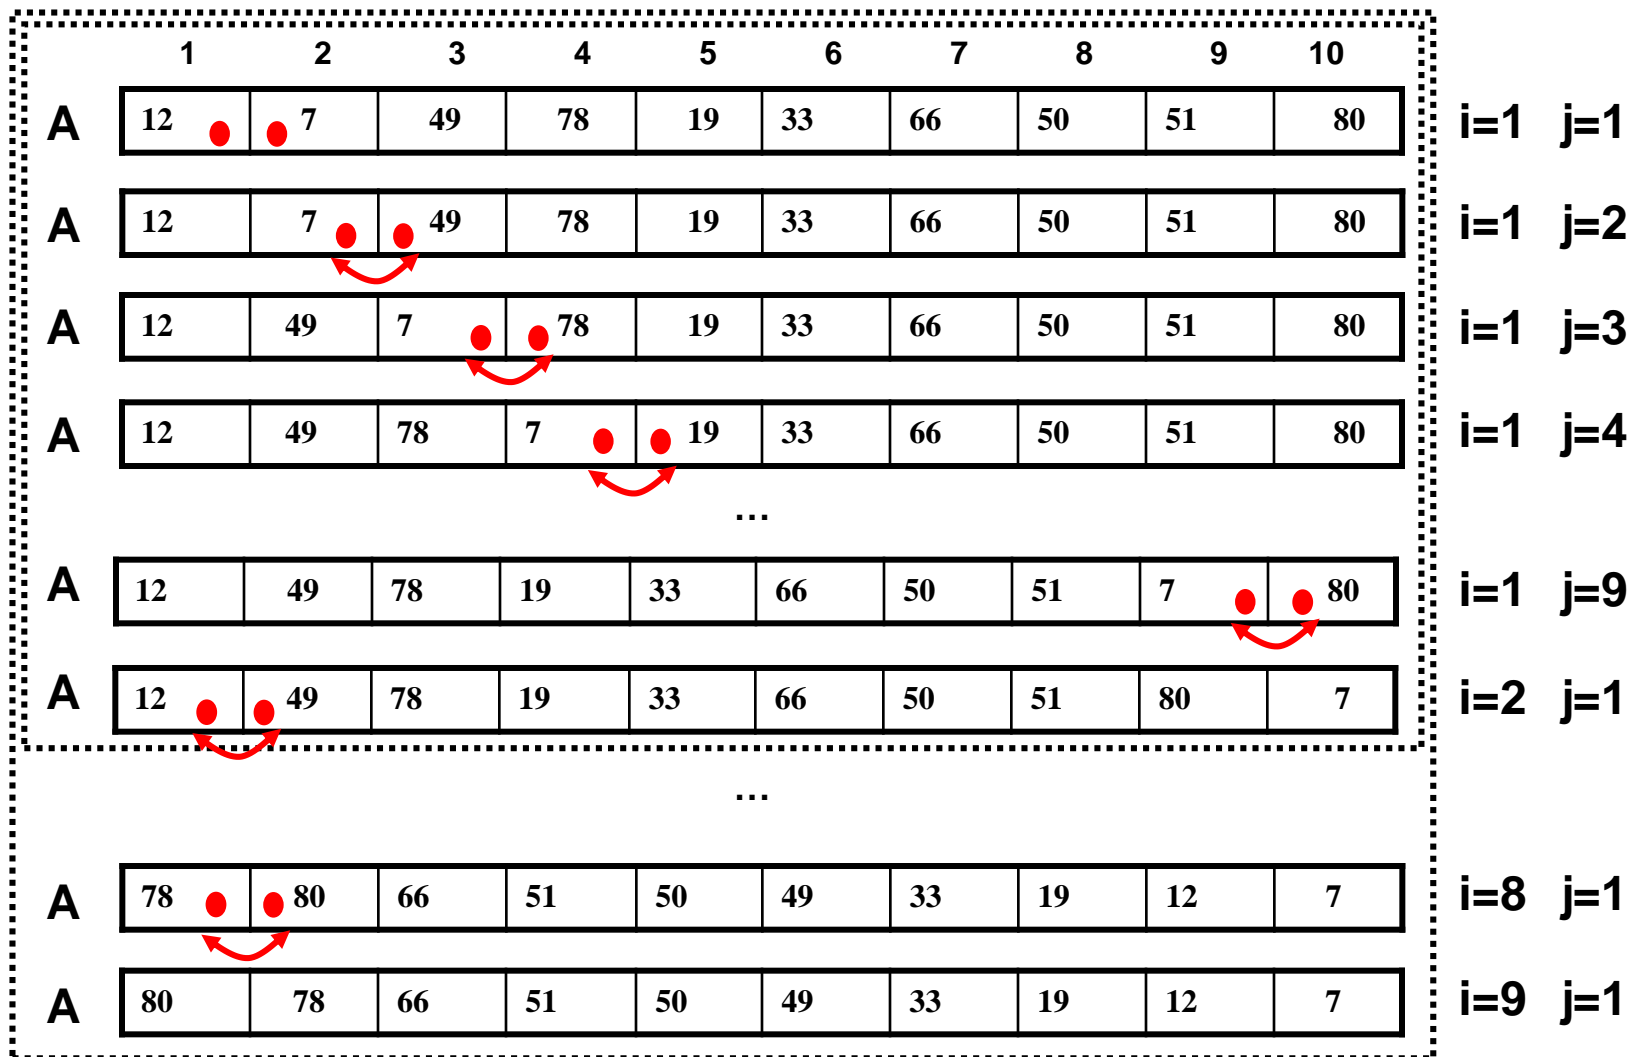 1 2 3 4 5 6 7 8 9 10
A 12 7 49 78 19 33 66 50 51 80 i=1 j=1
A 12 7 49 78 19 33 66 50 51 80 i=1 j=2
A 12 49 7 78 19 33 66 50 51 80 i=1 j=3
A 12 49 78 7 19 33 66 50 51 80 i=1 j=4
...
A 12 49 78 19 33 66 50 51 7 80 i=1 j=9
A 12 49 78 19 33 66 50 51 80 7 i=2 j=1
...
A 78 80 66 51 50 49 33 19 12 7 i=8 j=1
A 80 78 66 51 50 49 33 19 12 7 i=9 j=1